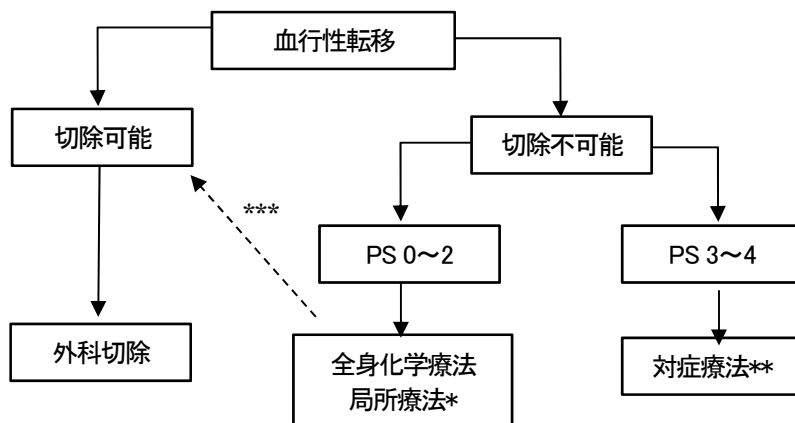 血行性転移
切除可能
切除不可能
***
PS 0～2
PS 3～4
外科切除
全身化学療法
局所療法*
対症療法**